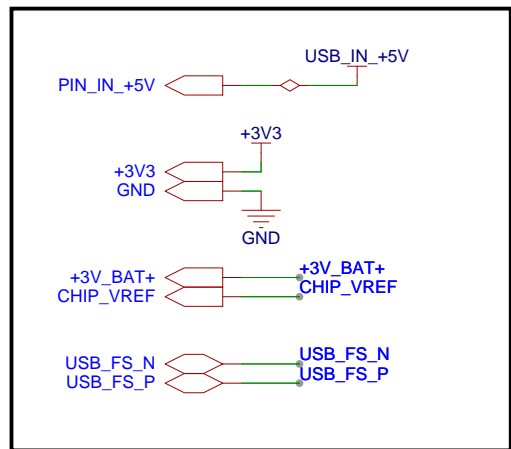 USB_IN_+5V
PIN_IN_+5V
+3V3
+3V3
GND
GND
+3V_BAT+ +3V_BAT+
CHIP_VREF CHIP_VREF
USB_FS_N USB_FS_N
USB_FS_P USB_FS_P